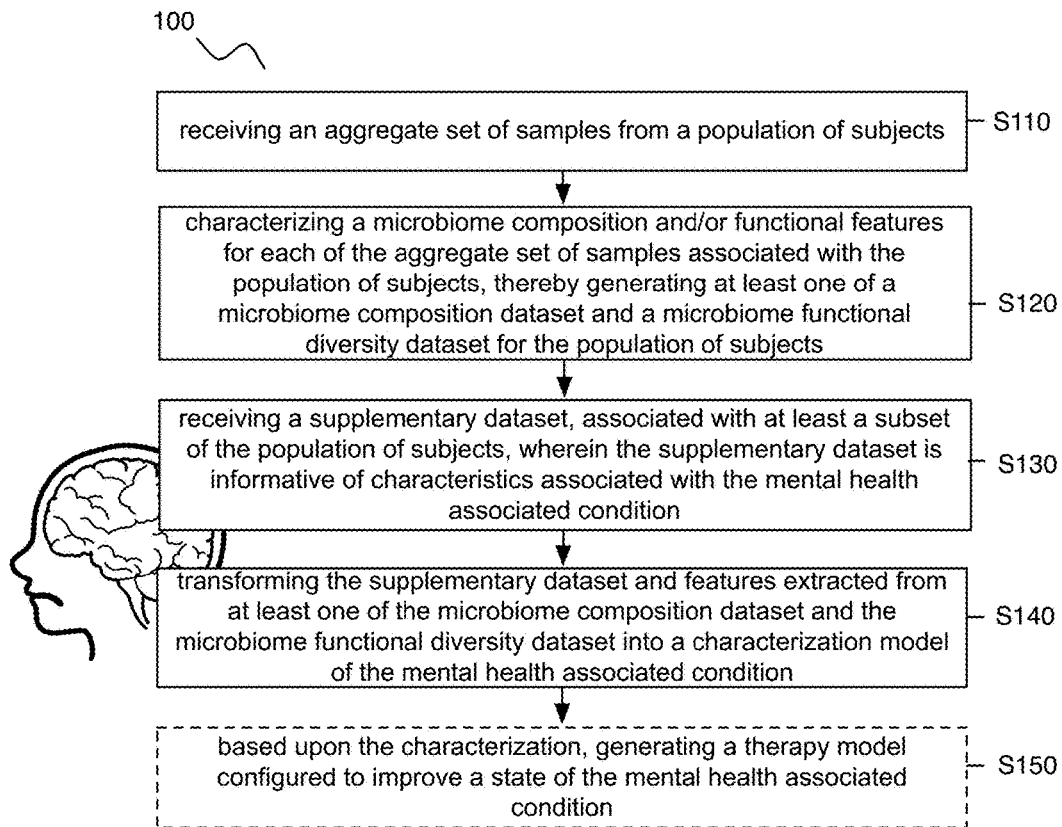 100
receiving an aggregate set of samples from a population of subjects
S110
characterizing a microbiome composition and/or functional features
for each of the aggregate set of samples associated with the
population of subjects, thereby generating at least one of a
microbiome composition dataset and a microbiome functional
diversity dataset for the population of subjects
S120
receiving a supplementary dataset, associated with at least a subset
of the population of subjects, wherein the supplementary dataset is
informative of characteristics associated with the mental health
associated condition
S130
transforming the supplementary dataset and features extracted from
at least one of the microbiome composition dataset and the
microbiome functional diversity dataset into a characterization model
of the mental health associated condition
S140
based upon the characterization, generating a therapy model
configured to improve a state of the mental health associated
condition
S150